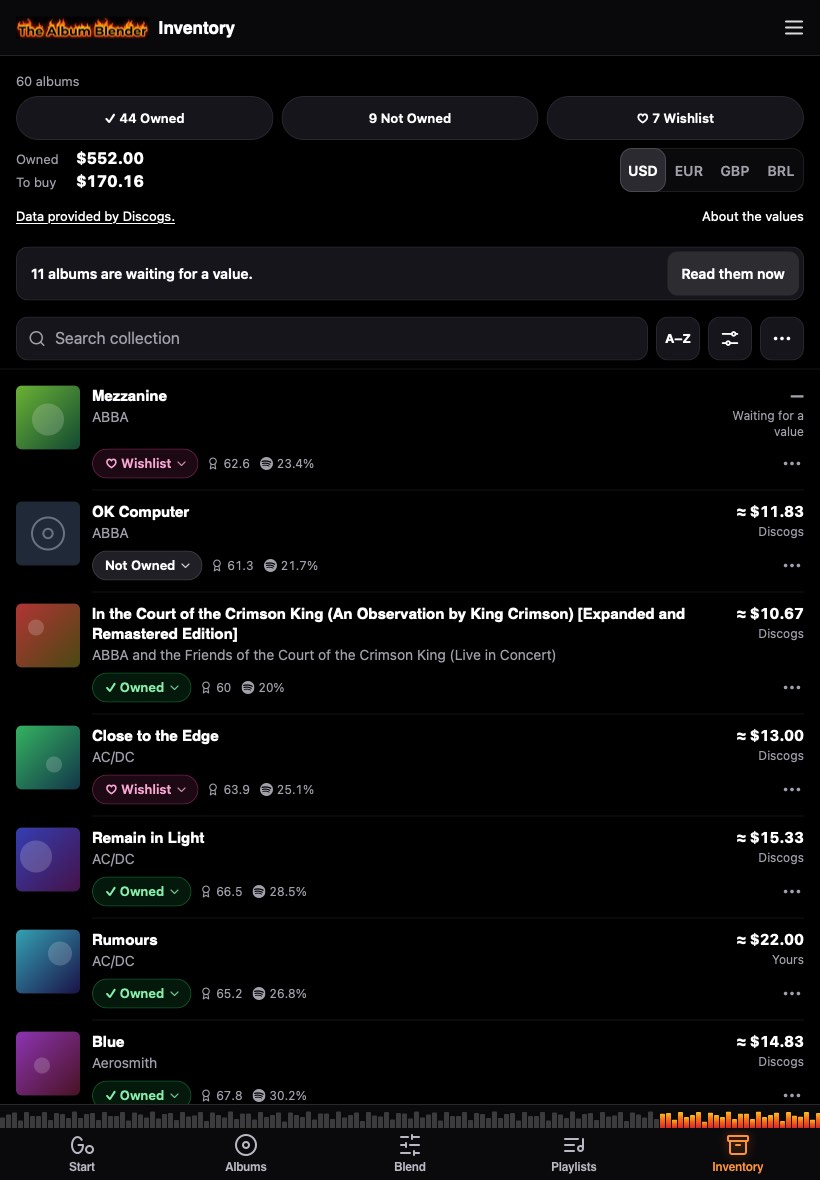 The Album Blender Inventory
60 albums
✓ 44 Owned
9 Not Owned
♡ 7 Wishlist
Owned $552.00
To buy $170.16
USD EUR GBP BRL
Data provided by Discogs.
About the values
11 albums are waiting for a value.
Read them now
Search collection
A–Z
Mezzanine
ABBA
–
Waiting for a
value
♡ Wishlist 62.6 23.4%
OK Computer
ABBA
≈ $11.83
Discogs
Not Owned 61.3 21.7%
In the Court of the Crimson King (An Observation by King Crimson) [Expanded and
Remastered Edition]
ABBA and the Friends of the Court of the Crimson King (Live in Concert)
≈ $10.67
Discogs
✓ Owned 60 20%
Close to the Edge
AC/DC
≈ $13.00
Discogs
♡ Wishlist 63.9 25.1%
Remain in Light
AC/DC
≈ $15.33
Discogs
✓ Owned 66.5 28.5%
Rumours
AC/DC
≈ $22.00
Yours
✓ Owned 65.2 26.8%
Blue
Aerosmith
≈ $14.83
Discogs
✓ Owned 67.8 30.2%
Go
Start
Albums
Blend
Playlists
Inventory